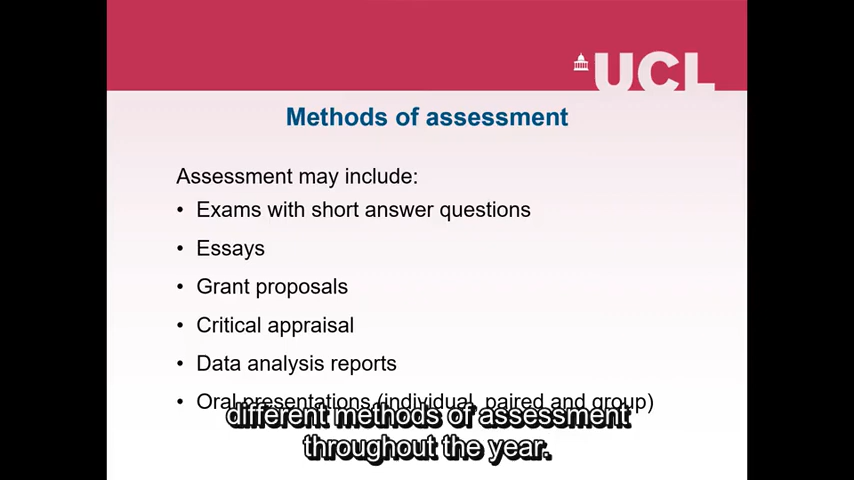 UCL
Methods of assessment
Assessment may include:
• Exams with short answer questions
• Essays
• Grant proposals
• Critical appraisal
• Data analysis reports
• Oral presentations (individual, paired and group)
different methods of assessment
throughout the year.